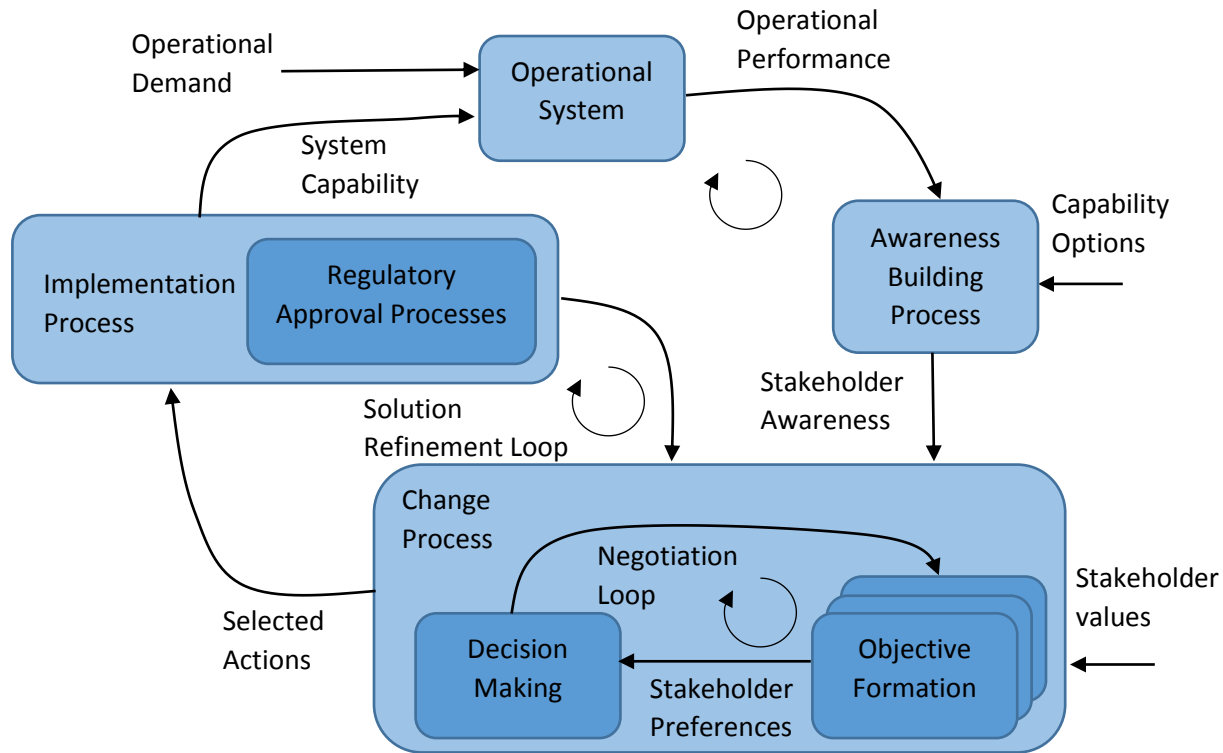 Operational
Demand
Operational
System
Operational
Performance
System
Capability
Capability
Options
Awareness
Building
Process
Implementation
Process
Regulatory
Approval Processes
Solution
Refinement Loop
Stakeholder
Awareness
Change
Process
Negotiation
Loop
Stakeholder
values
Selected
Actions
Decision
Making
Stakeholder
Preferences
Objective
Formation